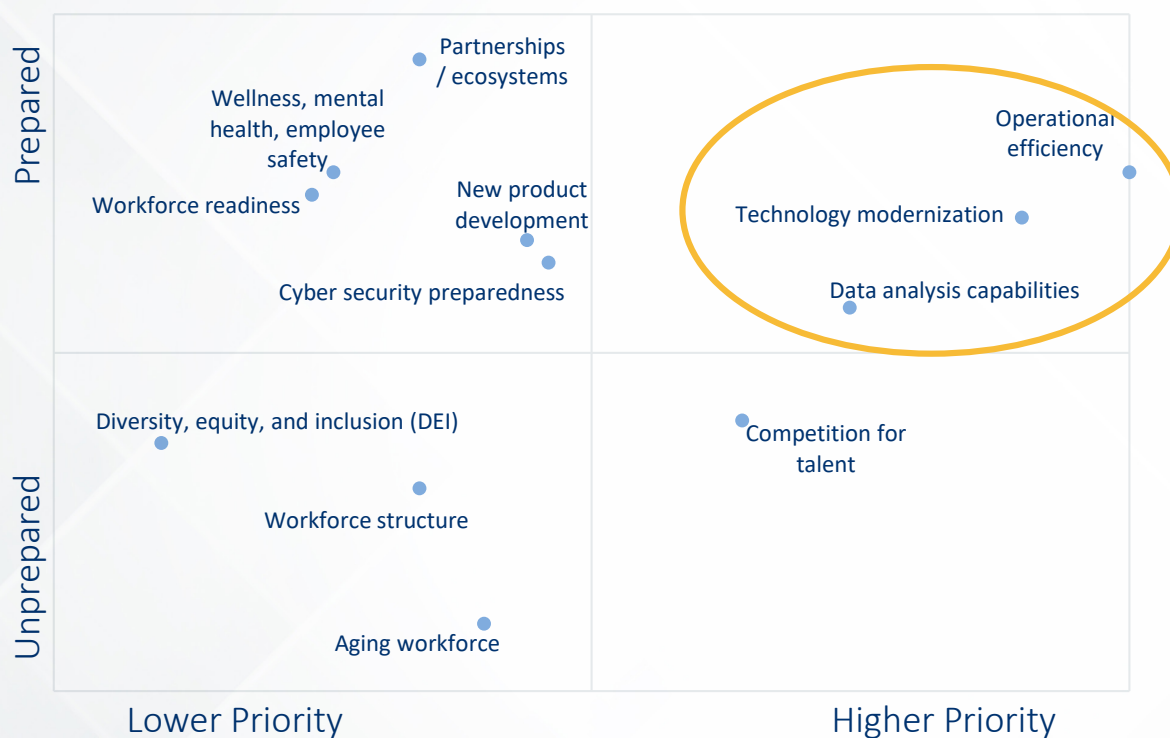 Prepared
Unprepared
Partnerships
/ ecosystems
Wellness, mental
health, employee
safety
Workforce readiness
New product
development
Cyber security preparedness
Operational
efficiency
Technology modernization
Data analysis capabilities
Diversity, equity, and inclusion (DEI)
Workforce structure
Aging workforce
Competition for
talent
Lower Priority
Higher Priority